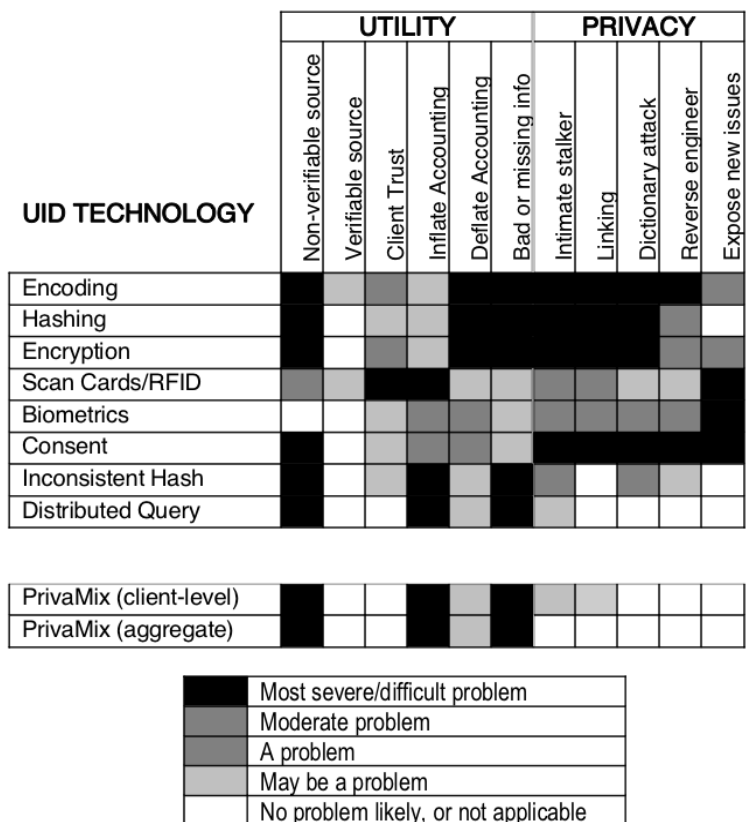 UTILITY PRIVACY
UID TECHNOLOGY
Non-verifiable source
Verifiable source
Client Trust
Inflate Accounting
Deflate Accounting
Bad or missing info
Intimate stalker
Linking
Dictionary attack
Reverse engineer
Expose new issues
Encoding
Hashing
Encryption
Scan Cards/RFID
Biometrics
Consent
Inconsistent Hash
Distributed Query
PrivaMix (client-level)
PrivaMix (aggregate)
Most severe/difficult problem
Moderate problem
A problem
May be a problem
No problem likely, or not applicable